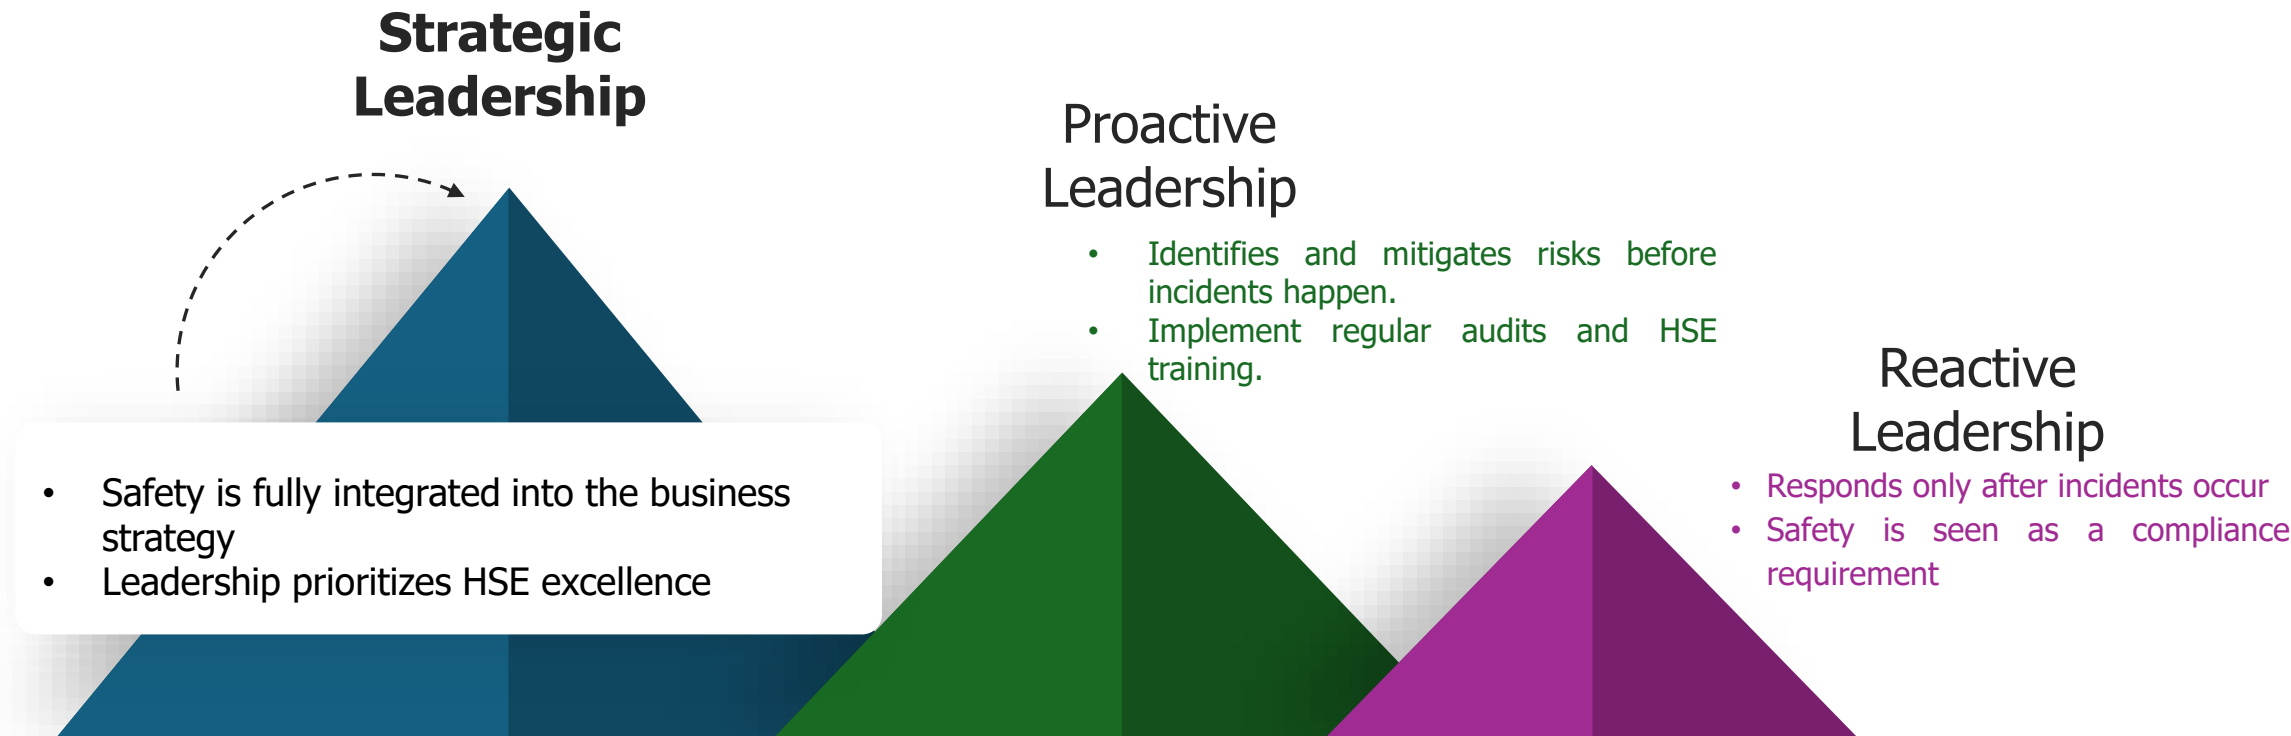 Strategic
Leadership
• Safety is fully integrated into the business
strategy
• Leadership prioritizes HSE excellence
Proactive
Leadership
• Identifies and mitigates risks before
incidents happen.
• Implement regular audits and HSE
training.
Reactive
Leadership
• Responds only after incidents occur
• Safety is seen as a compliance
requirement